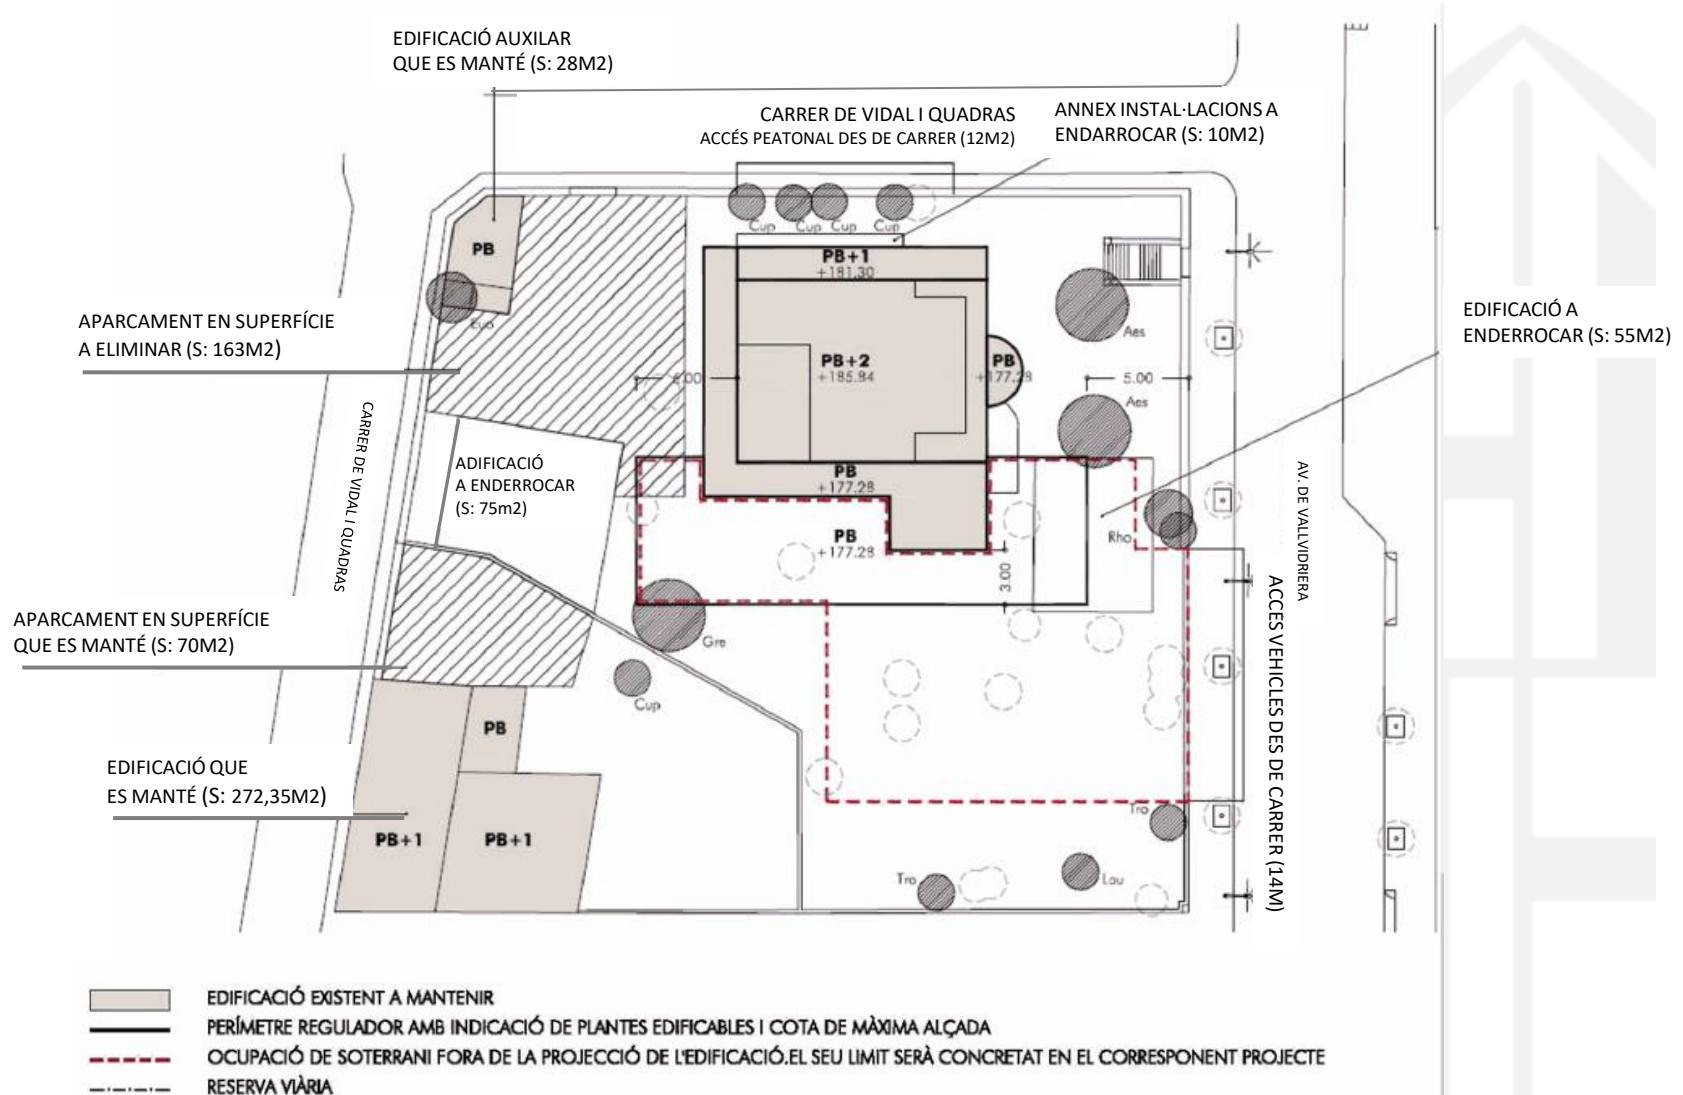 EDIFICACIÓ AUXILAR
QUE ES MANTÉ (S: 28M2)
CARRER DE VIDAL I QUADRAS
ACCÉS PEATONAL DES DE CARRER (12M2)
ANNEX INSTAL·LACIONS A
ENDARROCAR (S: 10M2)
Cup
Cup
Cup
Cup
PB
PB+1
+181.30
Cup
Aes
APARCAMENT EN SUPERFÍCIE
A ELIMINAR (S: 163M2)
EDIFICACIÓ A
ENDERROCAR (S: 55M2)
PB+2
+185.84
PB
+177.28
6.00
5.00
Aes
CARRER DE VIDAL I QUADRAS
ADIFICACIÓ
A ENDERROCAR
(S: 75m2)
PB
+177.28
PB
+177.28
Rho
3.00
AV. DE VALLVIDRIERA
ACCES VEHICLES DES DE CARRER (14M)
APARCAMENT EN SUPERFÍCIE
QUE ES MANTÉ (S: 70M2)
Gre
Cup
PB
EDIFICACIÓ QUE
ES MANTÉ (S: 272,35M2)
PB+1
PB+1
Tro
Tro
Lau
EDIFICACIÓ EXISTENT A MANTENIR
PERÍMETRE REGULADOR AMB INDICACIÓ DE PLANTES EDIFICABLES I COTA DE MÀXIMA ALÇADA
OCUPACIÓ DE SOTERRANI FORA DE LA PROJECCIÓ DE L'EDIFICACIÓ.EL SEU LIMIT SERÀ CONCRETAT EN EL CORRESPONENT PROJECTE
RESERVA VIÀRIA